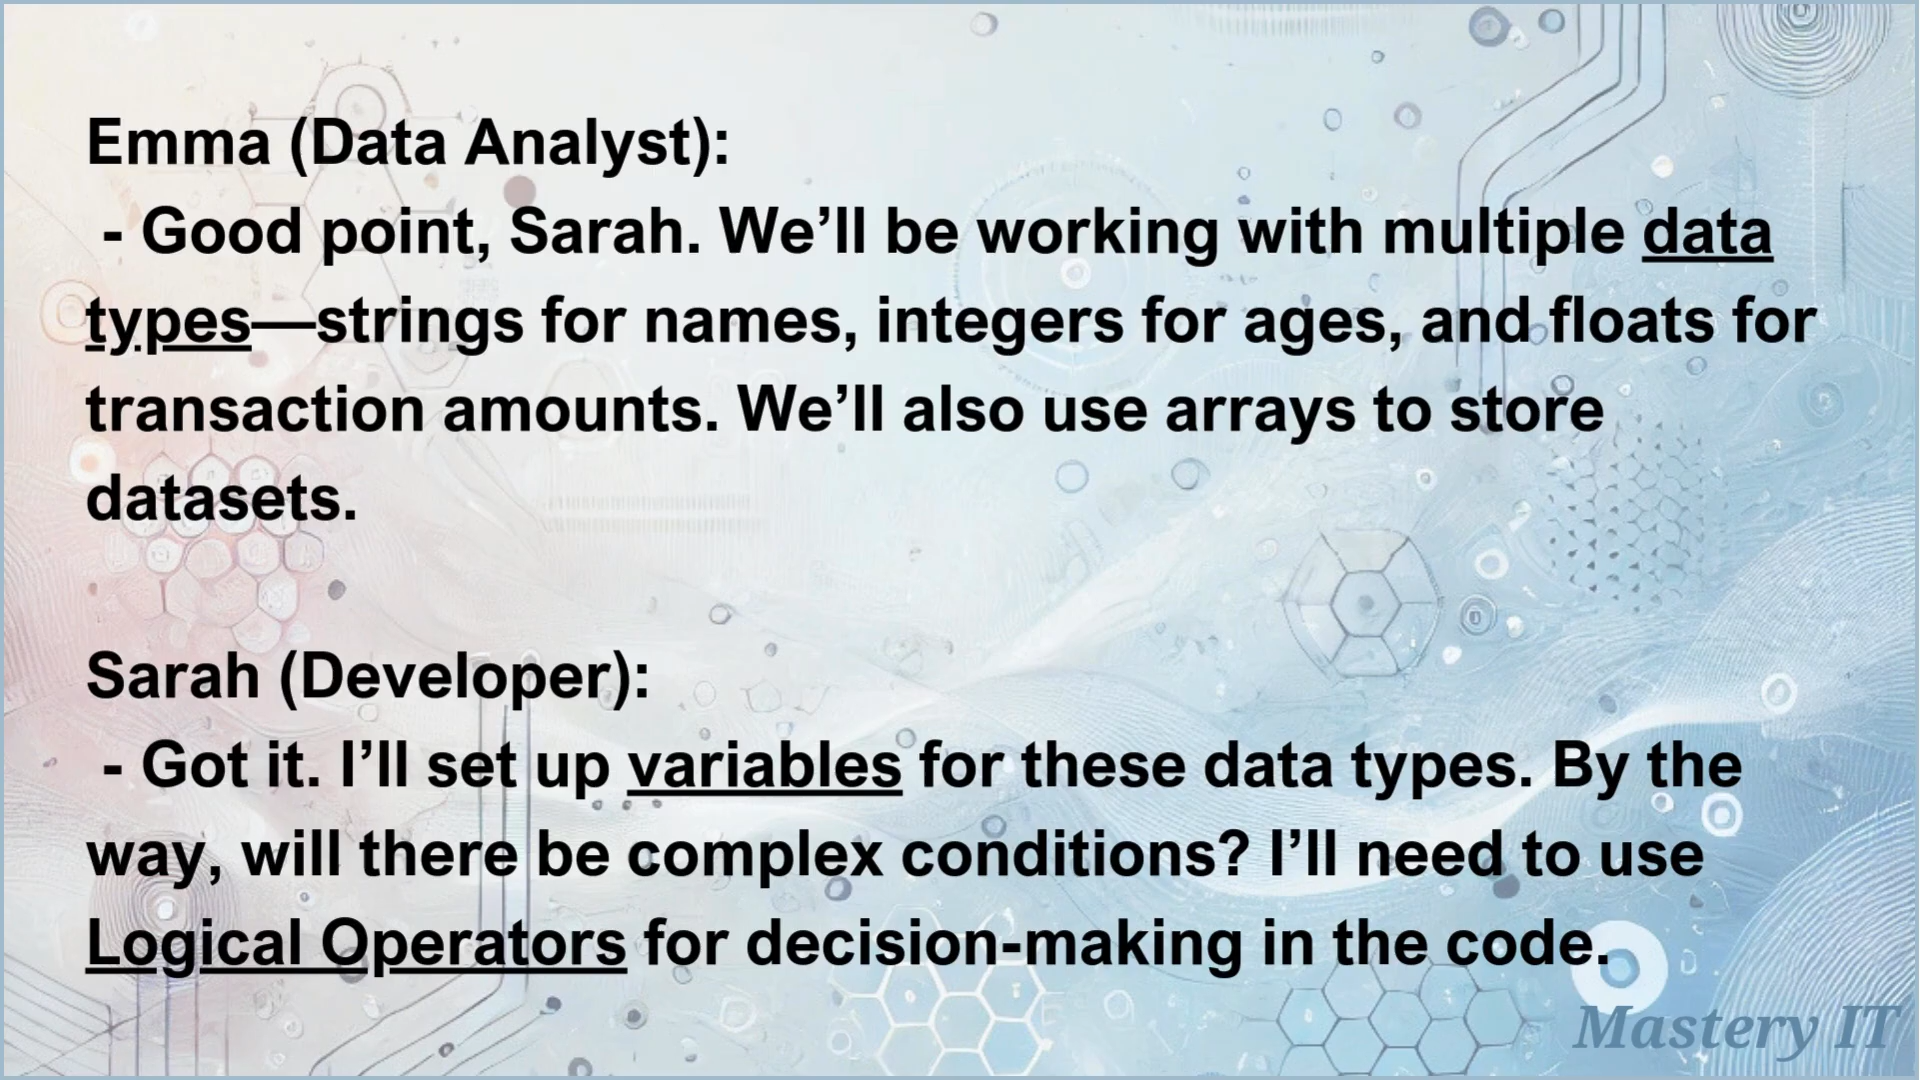 Emma (Data Analyst):
- Good point, Sarah. We’ll be working with multiple data
types—strings for names, integers for ages, and floats for
transaction amounts. We’ll also use arrays to store
datasets.
Sarah (Developer):
- Got it. I’ll set up variables for these data types. By the
way, will there be complex conditions? I’ll need to use
Logical Operators for decision-making in the code.
Mastery IT